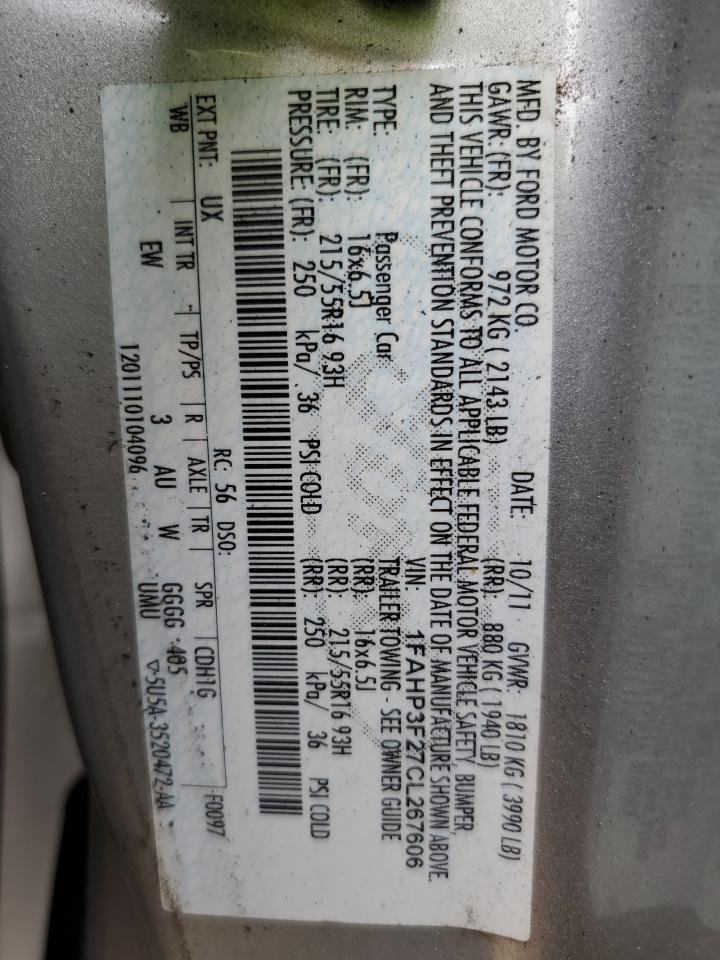 MFD. BY FORD MOTOR CO. DATE: 10/11 GVWR: 1810 KG ( 3990 LB)
GAWR: (FR): 972 KG ( 2143 LB) (RR): 880 KG ( 1940 LB)
THIS VEHICLE CONFORMS TO ALL APPLICABLE FEDERAL MOTOR VEHICLE SAFETY, BUMPER,
AND THEFT PREVENTION STANDARDS IN EFFECT ON THE DATE OF MANUFACTURE SHOWN ABOVE.
VIN: 1FAHP3F27CL267606
TYPE: Passenger Car TRAILER TOWING - SEE OWNER GUIDE
RIM: (FR): 16x6.5J (RR): 16x6.5J
TIRE: (FR): 215/55R16 93H (RR): 215/55R16 93H
PRESSURE: (FR): 250 kPa/ 36 PSI COLD (RR): 250 kPa/ 36 PSI COLD
EXT PNT: UX RC: 56 DSO: F0097
WB | INT TR - | TP/PS | R | AXLE | TR | SPR | CDH1G
EW 3 AU W GGGG 405
UMU ▽5U5A-3520472-AA
1201110104096